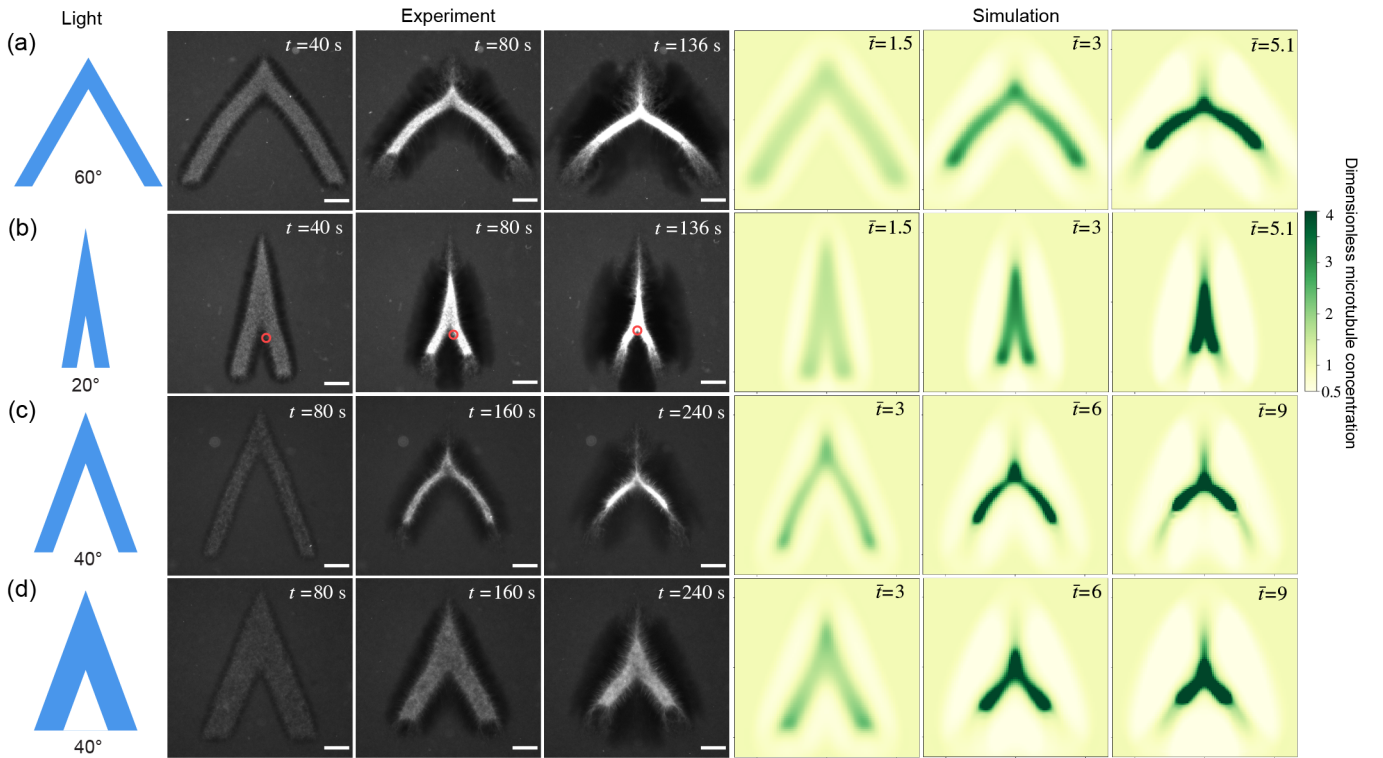 Light
Experiment
Simulation
(a)
60°
t =40 s
t =80 s
t =136 s
t̄=1.5
t̄=3
t̄=5.1
(b)
20°
t =40 s
t =80 s
t =136 s
t̄=1.5
t̄=3
t̄=5.1
(c)
40°
t =80 s
t =160 s
t =240 s
t̄=3
t̄=6
t̄=9
(d)
40°
t =80 s
t =160 s
t =240 s
t̄=3
t̄=6
t̄=9
4
3
2
1
0.5
Dimensionless microtubule concentration